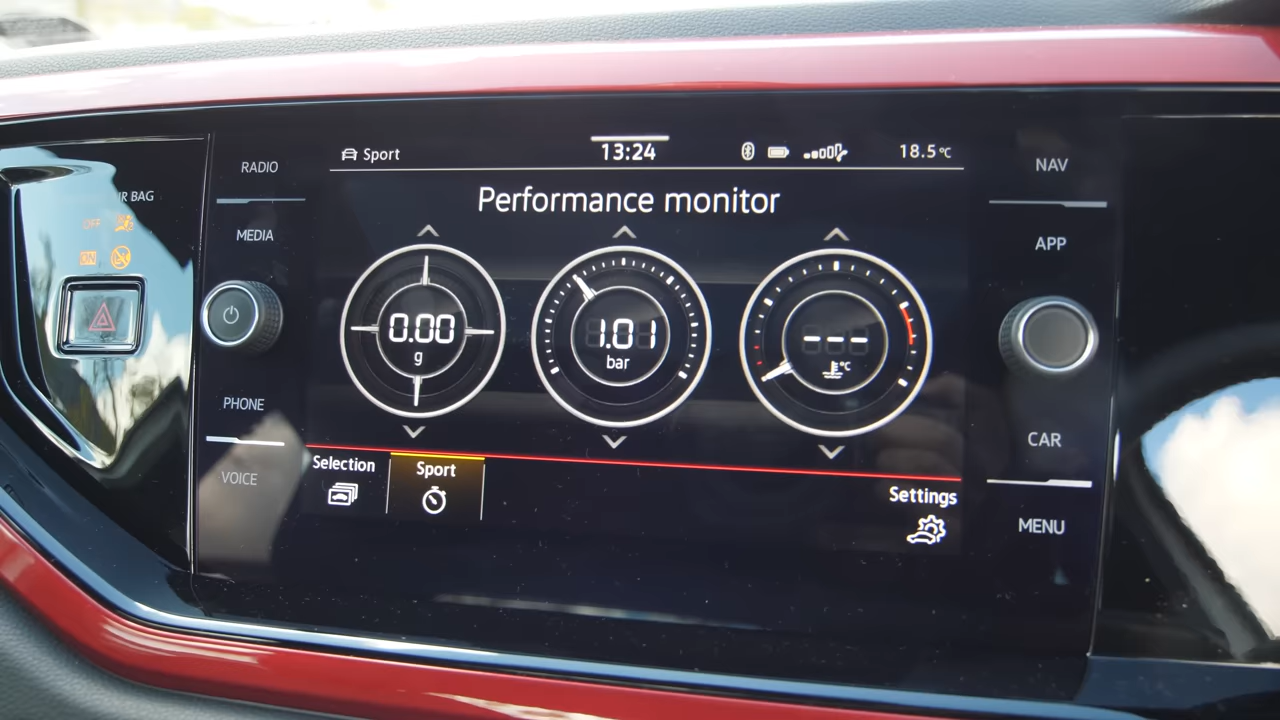 RADIO
MEDIA
PHONE
VOICE
R BAG
OFF
ON
Sport
13:24
18.5°C
Performance monitor
0.00
g
1.01
bar
---
°C
Selection
Sport
Settings
NAV
APP
CAR
MENU